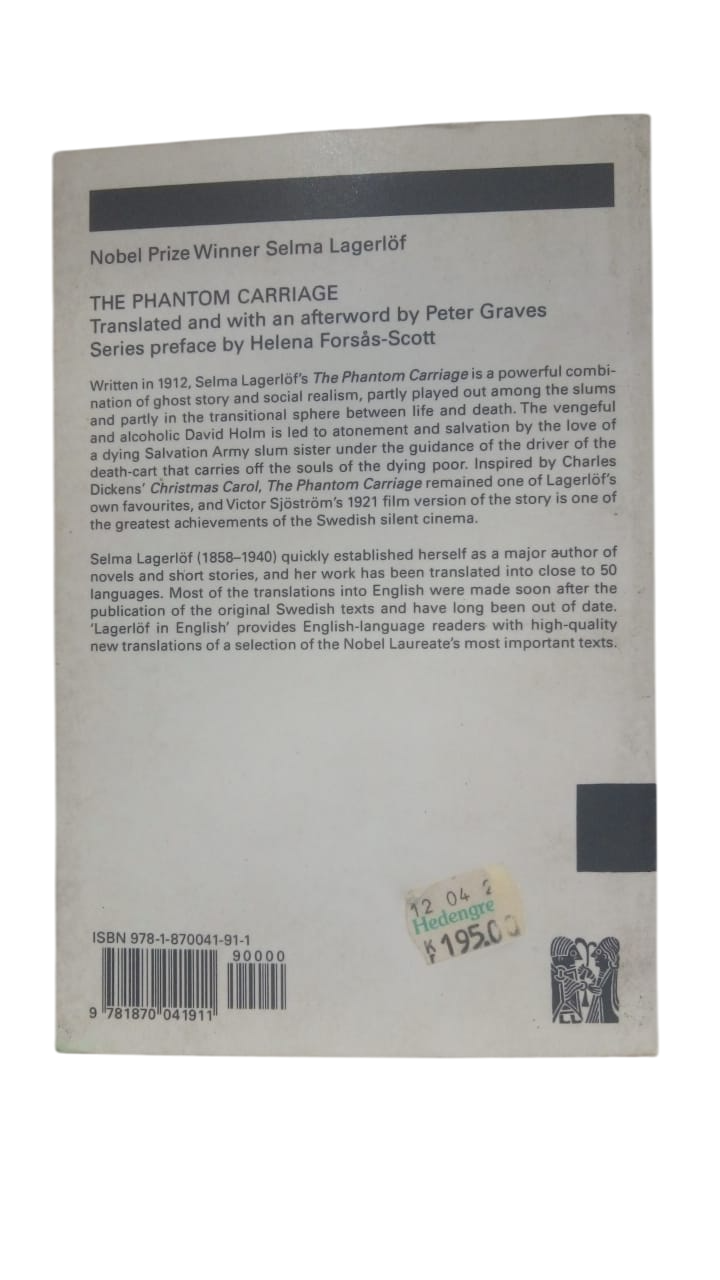 Nobel Prize Winner Selma Lagerlöf
THE PHANTOM CARRIAGE
Translated and with an afterword by Peter Graves
Series preface by Helena Forsås-Scott
Written in 1912, Selma Lagerlöf's The Phantom Carriage is a powerful combi-
nation of ghost story and social realism, partly played out among the slums
and partly in the transitional sphere between life and death. The vengeful
and alcoholic David Holm is led to atonement and salvation by the love of
a dying Salvation Army slum sister under the guidance of the driver of the
death-cart that carries off the souls of the dying poor. Inspired by Charles
Dickens' Christmas Carol, The Phantom Carriage remained one of Lagerlöf's
own favourites, and Victor Sjöström's 1921 film version of the story is one of
the greatest achievements of the Swedish silent cinema.
Selma Lagerlöf (1858–1940) quickly established herself as a major author of
novels and short stories, and her work has been translated into close to 50
languages. Most of the translations into English were made soon after the
publication of the original Swedish texts and have long been out of date.
'Lagerlöf in English' provides English-language readers with high-quality
new translations of a selection of the Nobel Laureate's most important texts.
12 04 2
Hedengre
195.0
ISBN 978-1-870041-91-1
90000
9 781870 041911